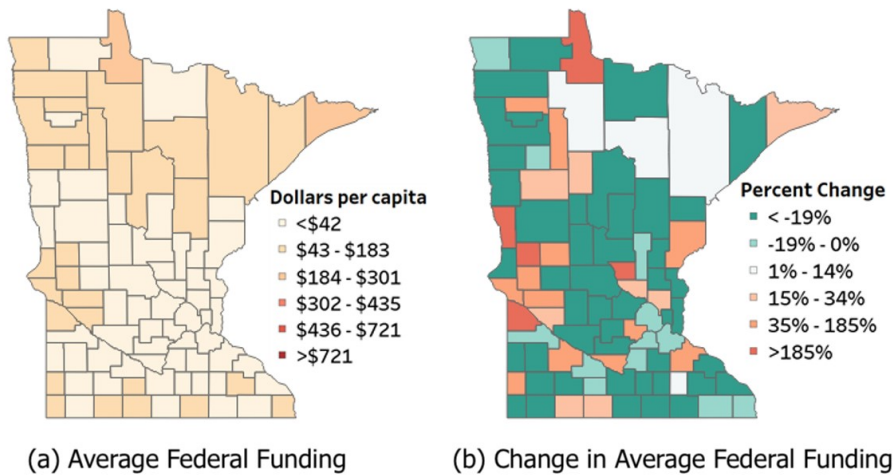 Dollars per capita
<$42
$43 - $183
$184 - $301
$302 - $435
$436 - $721
>$721
Percent Change
< -19%
-19% - 0%
1% - 14%
15% - 34%
35% - 185%
>185%
(a) Average Federal Funding
(b) Change in Average Federal Funding